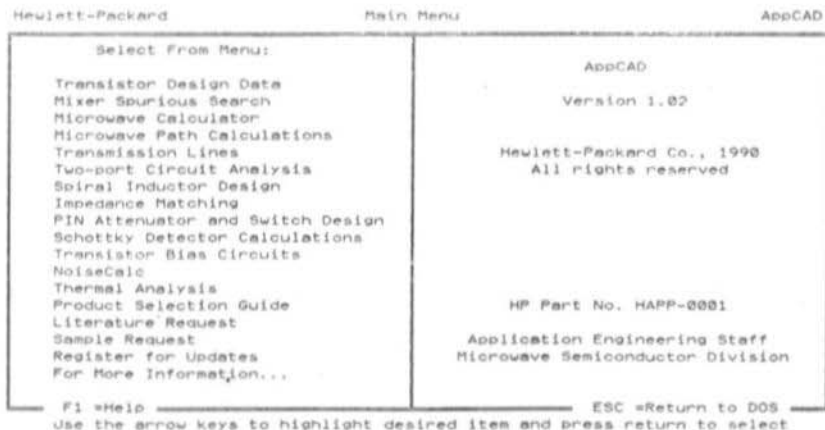 Hewlett-Packard Main Menu AppCAD
Select From Menu:
Transistor Design Data
Mixer Spurious Search
Microwave Calculator
Microwave Path Calculations
Transmission Lines
Two-port Circuit Analysis
Spiral Inductor Design
Impedance Matching
PIN Attenuator and Switch Design
Schottky Detector Calculations
Transistor Bias Circuits
NoiseCalc
Thermal Analysis
Product Selection Guide
Literature Request
Sample Request
Register for Updates
For More Information...
AppCAD
Version 1.02
Hewlett-Packard Co., 1990
All rights reserved
HP Part No. HAPP-0001
Application Engineering Staff
Microwave Semiconductor Division
F1 =Help ESC =Return to DOS
Use the arrow keys to highlight desired item and press return to select